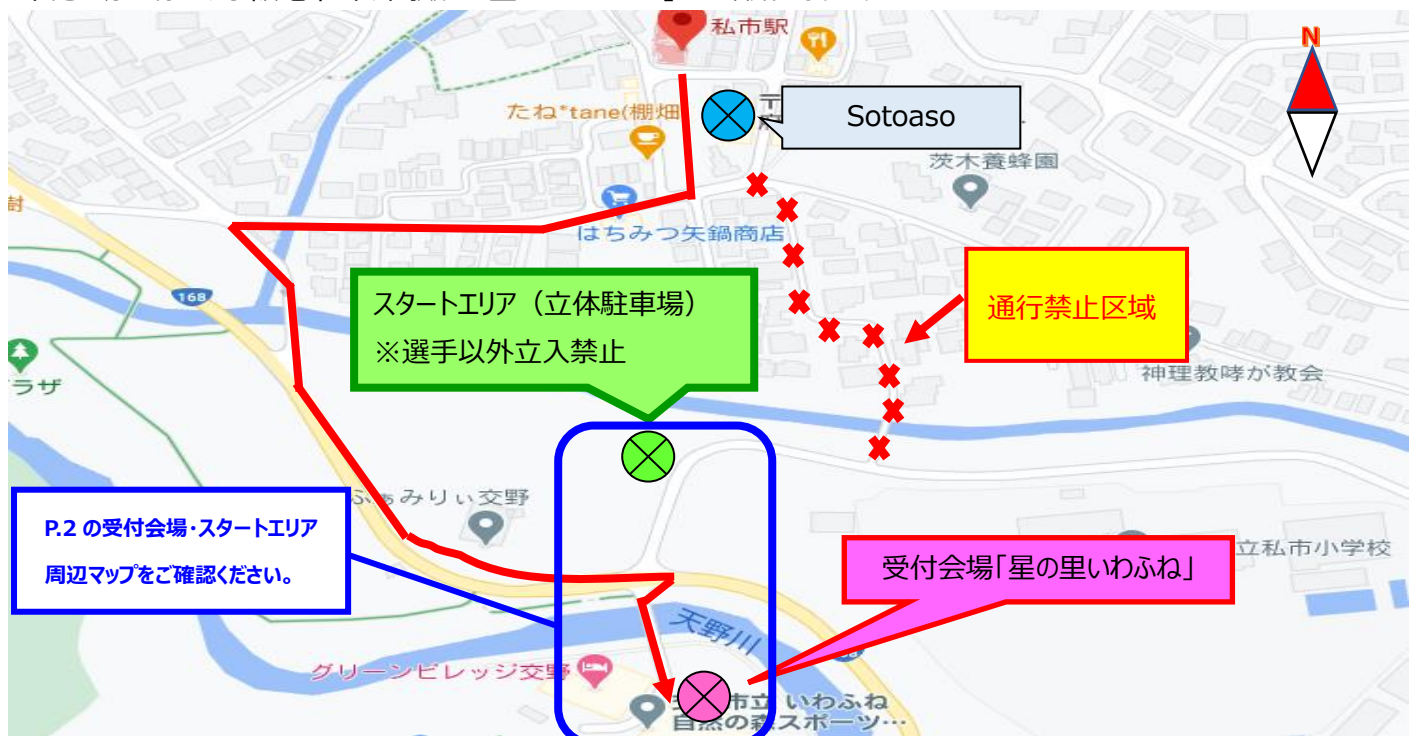 私市駅
N
たね*tane(棚畑
〒
Sotoaso
茨木養蜂園
樹
はちみつ矢鍋商店
168
スタートエリア（立体駐車場）
※選手以外立入禁止
通行禁止区域
ラザ
神理教哮が教会
ふぁみりぃ交野
P.2 の受付会場・スタートエリア
周辺マップをご確認ください。
立私市小学校
受付会場「星の里いわふね」
天野川
グリーンビレッジ交野
市立 いわふね
自然の森スポーツ…